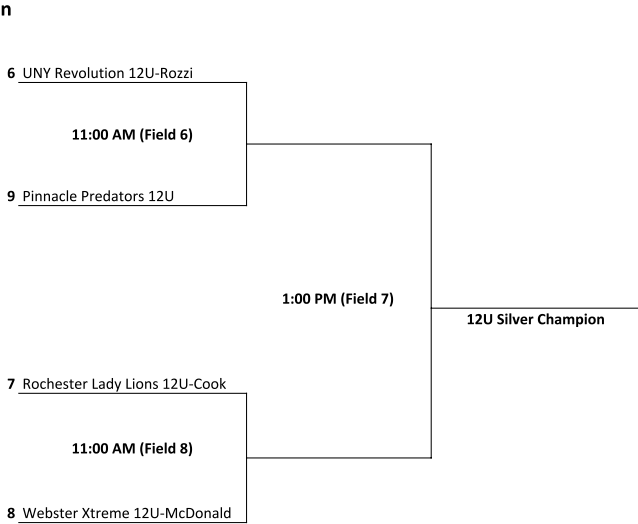 n
6 UNY Revolution 12U-Rozzi
11:00 AM (Field 6)
9 Pinnacle Predators 12U
1:00 PM (Field 7)
12U Silver Champion
7 Rochester Lady Lions 12U-Cook
11:00 AM (Field 8)
8 Webster Xtreme 12U-McDonald